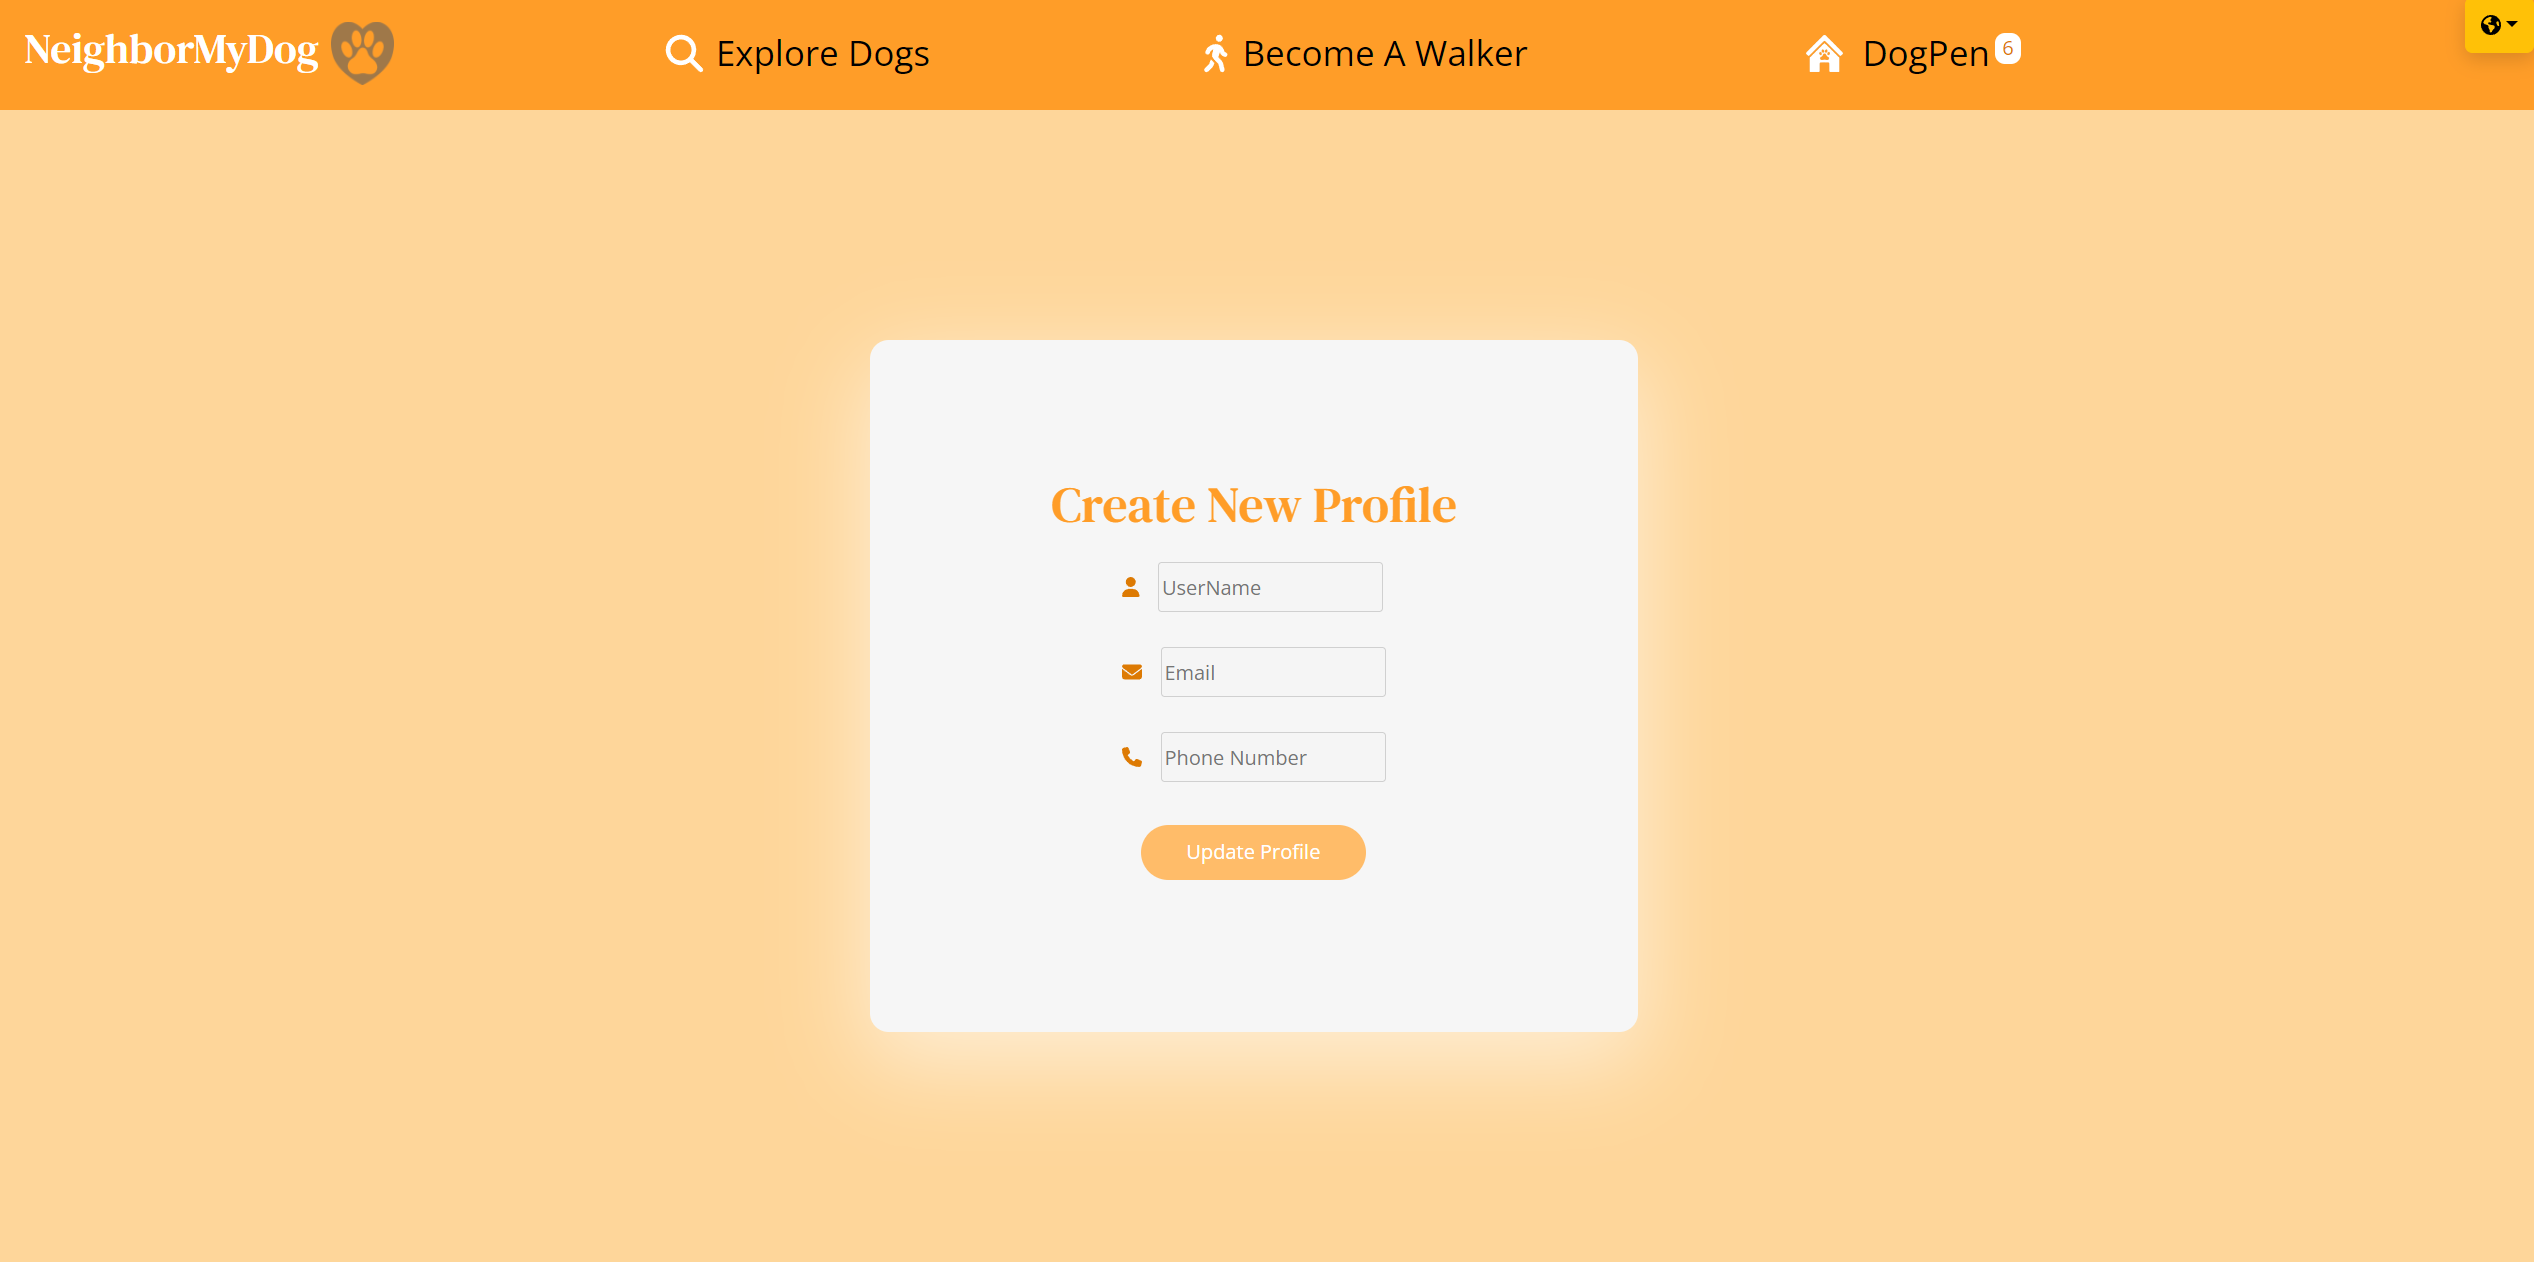 NeighborMyDog
Explore Dogs
Become A Walker
DogPen 6
Create New Profile
UserName
Email
Phone Number
Update Profile